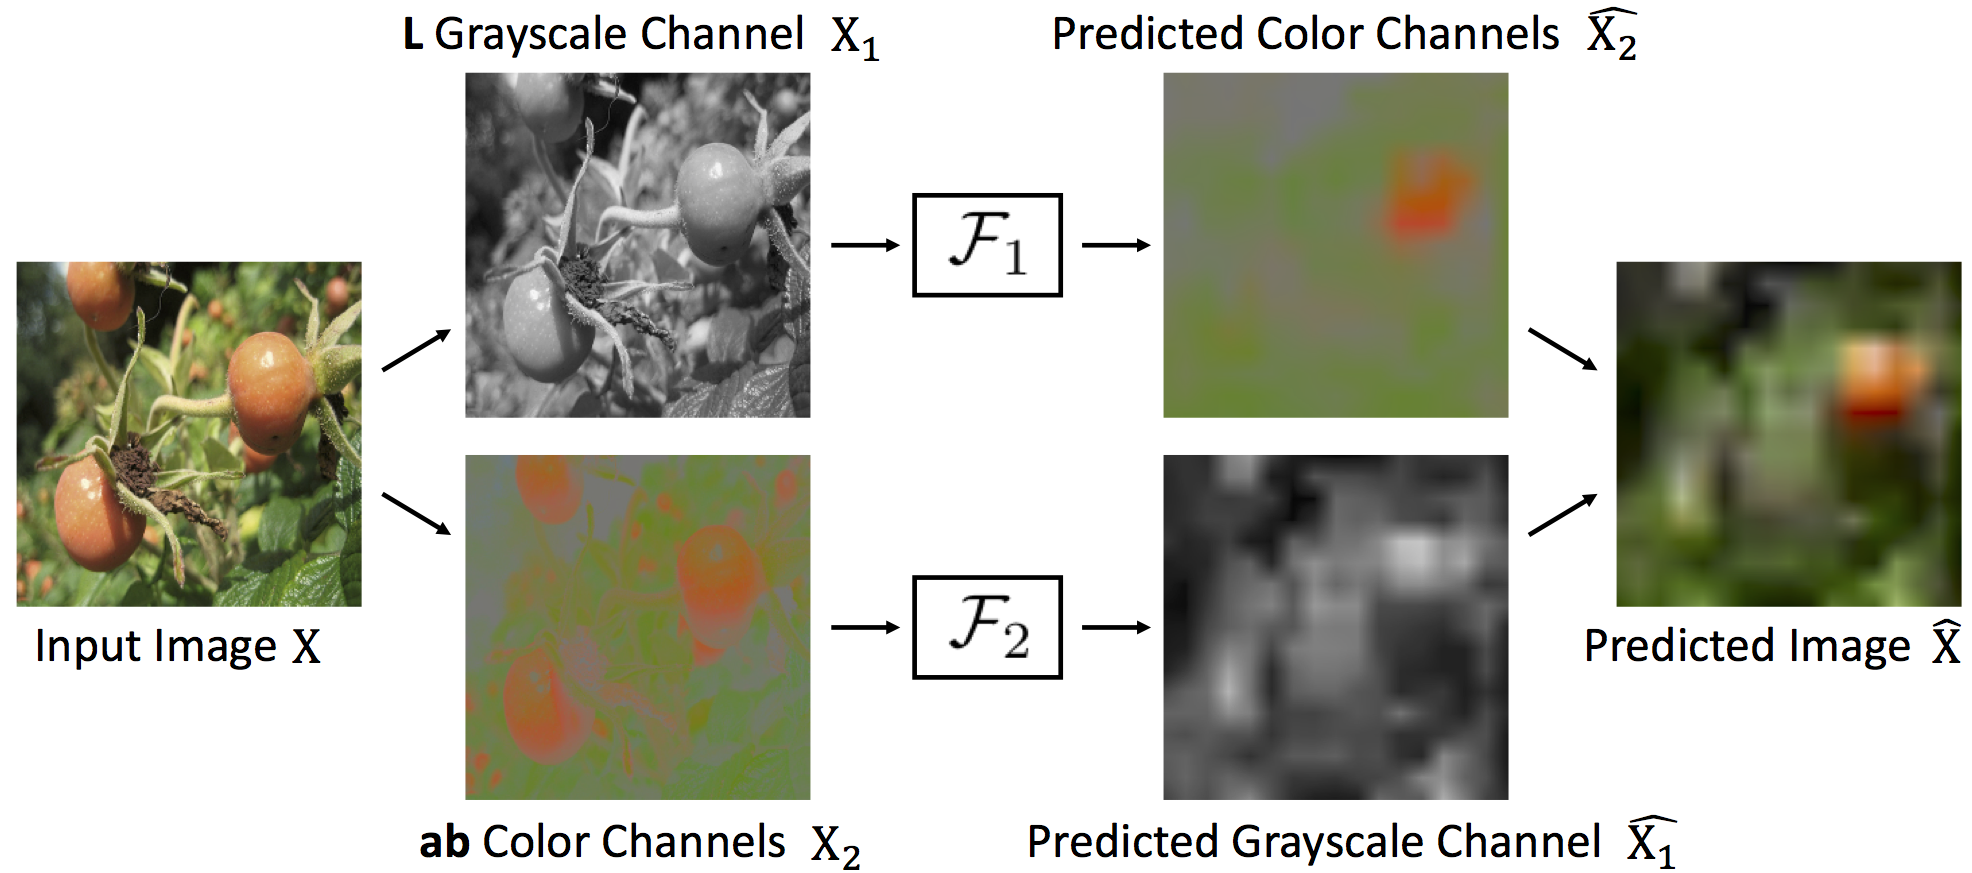 L Grayscale Channel X₁
Predicted Color Channels X̂₂
ℱ₁
Input Image X
Predicted Image X̂
ℱ₂
ab Color Channels X₂
Predicted Grayscale Channel X̂₁